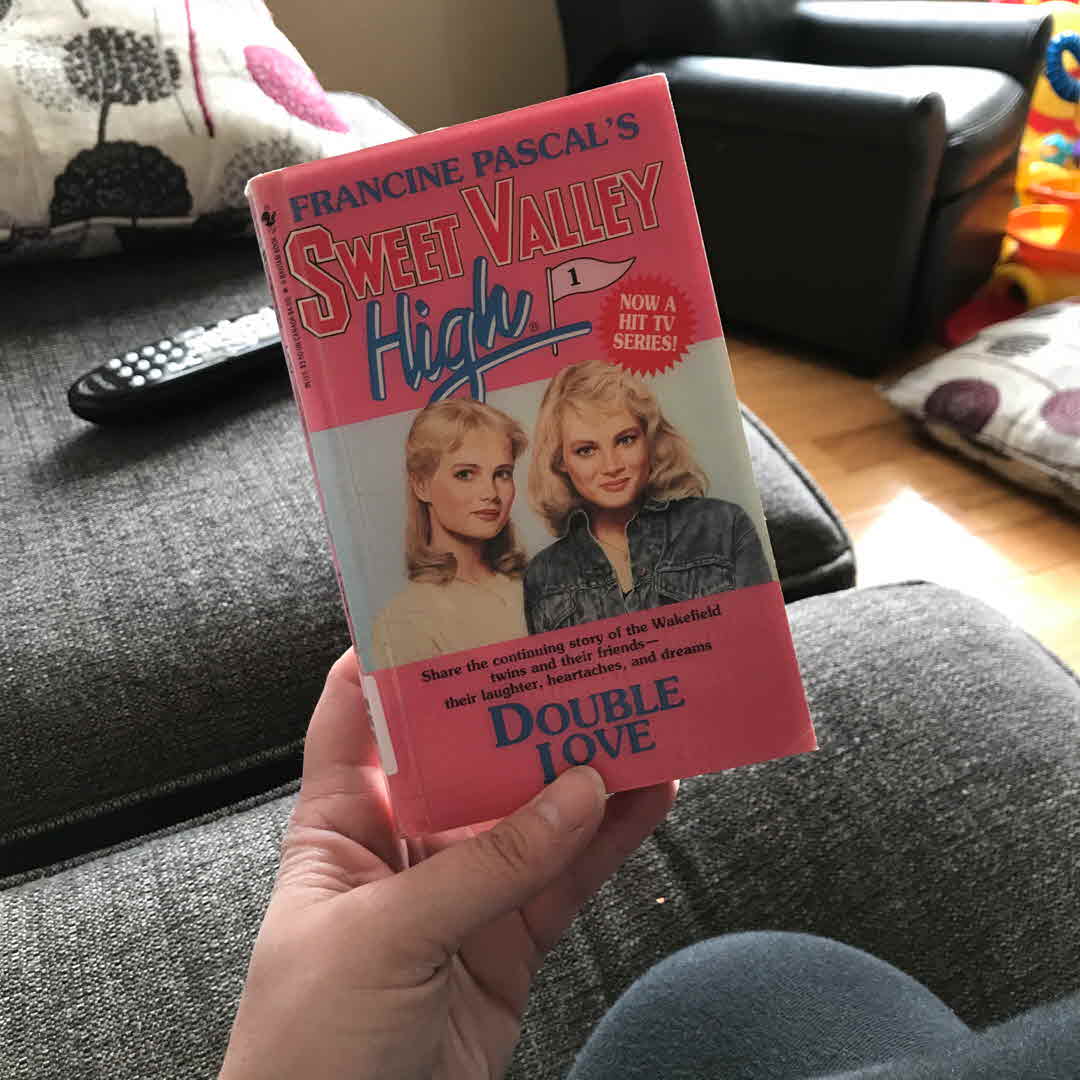 FRANCINE PASCAL'S
SWEET VALLEY
High®
1
NOW A
HIT TV
SERIES!
Share the continuing story of the Wakefield
twins and their friends—
their laughter, heartaches, and dreams
DOUBLE
LOVE